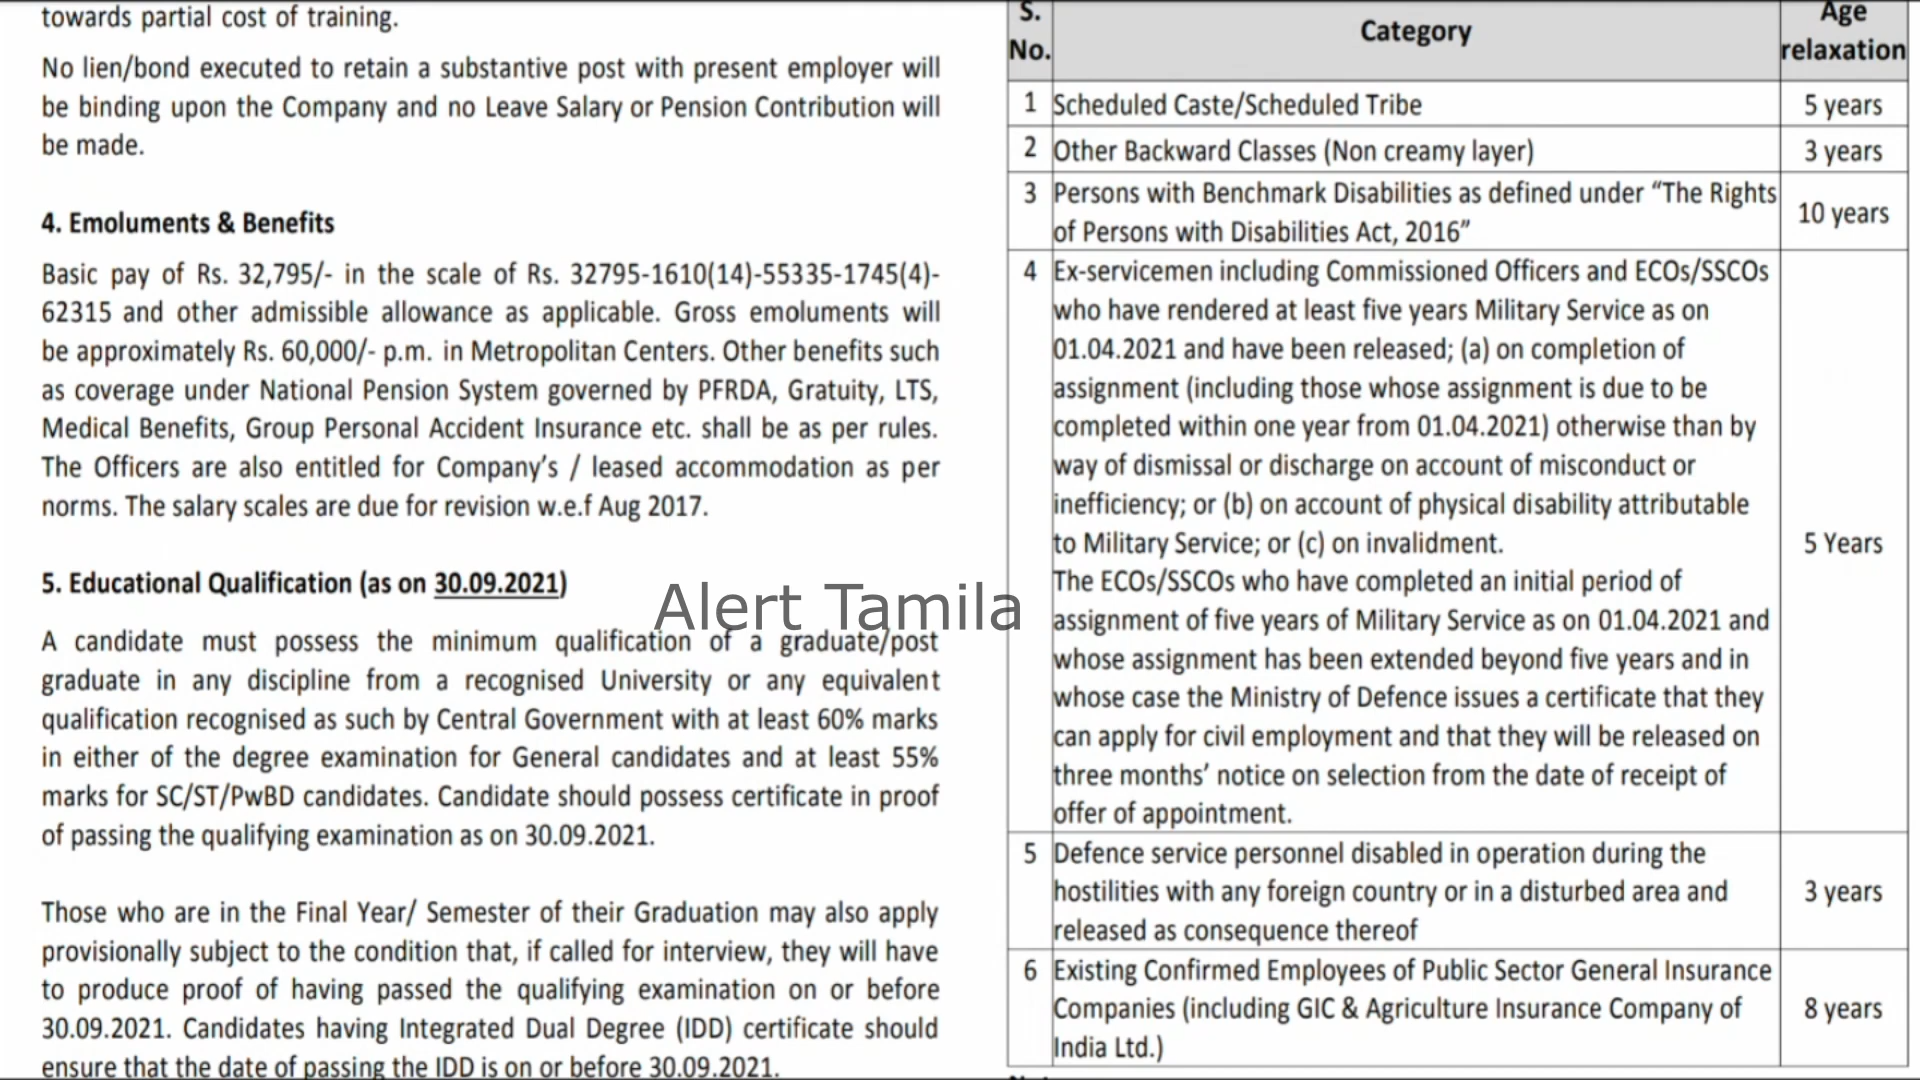 towards partial cost of training.
No lien/bond executed to retain a substantive post with present employer will
be binding upon the Company and no Leave Salary or Pension Contribution will
be made.
4. Emoluments & Benefits
Basic pay of Rs. 32,795/- in the scale of Rs. 32795-1610(14)-55335-1745(4)-
62315 and other admissible allowance as applicable. Gross emoluments will
be approximately Rs. 60,000/- p.m. in Metropolitan Centers. Other benefits such
as coverage under National Pension System governed by PFRDA, Gratuity, LTS,
Medical Benefits, Group Personal Accident Insurance etc. shall be as per rules.
The Officers are also entitled for Company’s / leased accommodation as per
norms. The salary scales are due for revision w.e.f Aug 2017.
5. Educational Qualification (as on 30.09.2021)
A candidate must possess the minimum qualification of a graduate/post
graduate in any discipline from a recognised University or any equivalent
qualification recognised as such by Central Government with at least 60% marks
in either of the degree examination for General candidates and at least 55%
marks for SC/ST/PwBD candidates. Candidate should possess certificate in proof
of passing the qualifying examination as on 30.09.2021.
Those who are in the Final Year/ Semester of their Graduation may also apply
provisionally subject to the condition that, if called for interview, they will have
to produce proof of having passed the qualifying examination on or before
30.09.2021. Candidates having Integrated Dual Degree (IDD) certificate should
ensure that the date of passing the IDD is on or before 30.09.2021.
Alert Tamila
S. No. Category Age relaxation
1 Scheduled Caste/Scheduled Tribe 5 years
2 Other Backward Classes (Non creamy layer) 3 years
3 Persons with Benchmark Disabilities as defined under “The Rights
of Persons with Disabilities Act, 2016” 10 years
4 Ex-servicemen including Commissioned Officers and ECOs/SSCOs
who have rendered at least five years Military Service as on
01.04.2021 and have been released; (a) on completion of
assignment (including those whose assignment is due to be
completed within one year from 01.04.2021) otherwise than by
way of dismissal or discharge on account of misconduct or
inefficiency; or (b) on account of physical disability attributable
to Military Service; or (c) on invalidment. 5 Years
The ECOs/SSCOs who have completed an initial period of
assignment of five years of Military Service as on 01.04.2021 and
whose assignment has been extended beyond five years and in
whose case the Ministry of Defence issues a certificate that they
can apply for civil employment and that they will be released on
three months’ notice on selection from the date of receipt of
offer of appointment.
5 Defence service personnel disabled in operation during the
hostilities with any foreign country or in a disturbed area and 3 years
released as consequence thereof
6 Existing Confirmed Employees of Public Sector General Insurance
Companies (including GIC & Agriculture Insurance Company of 8 years
India Ltd.)